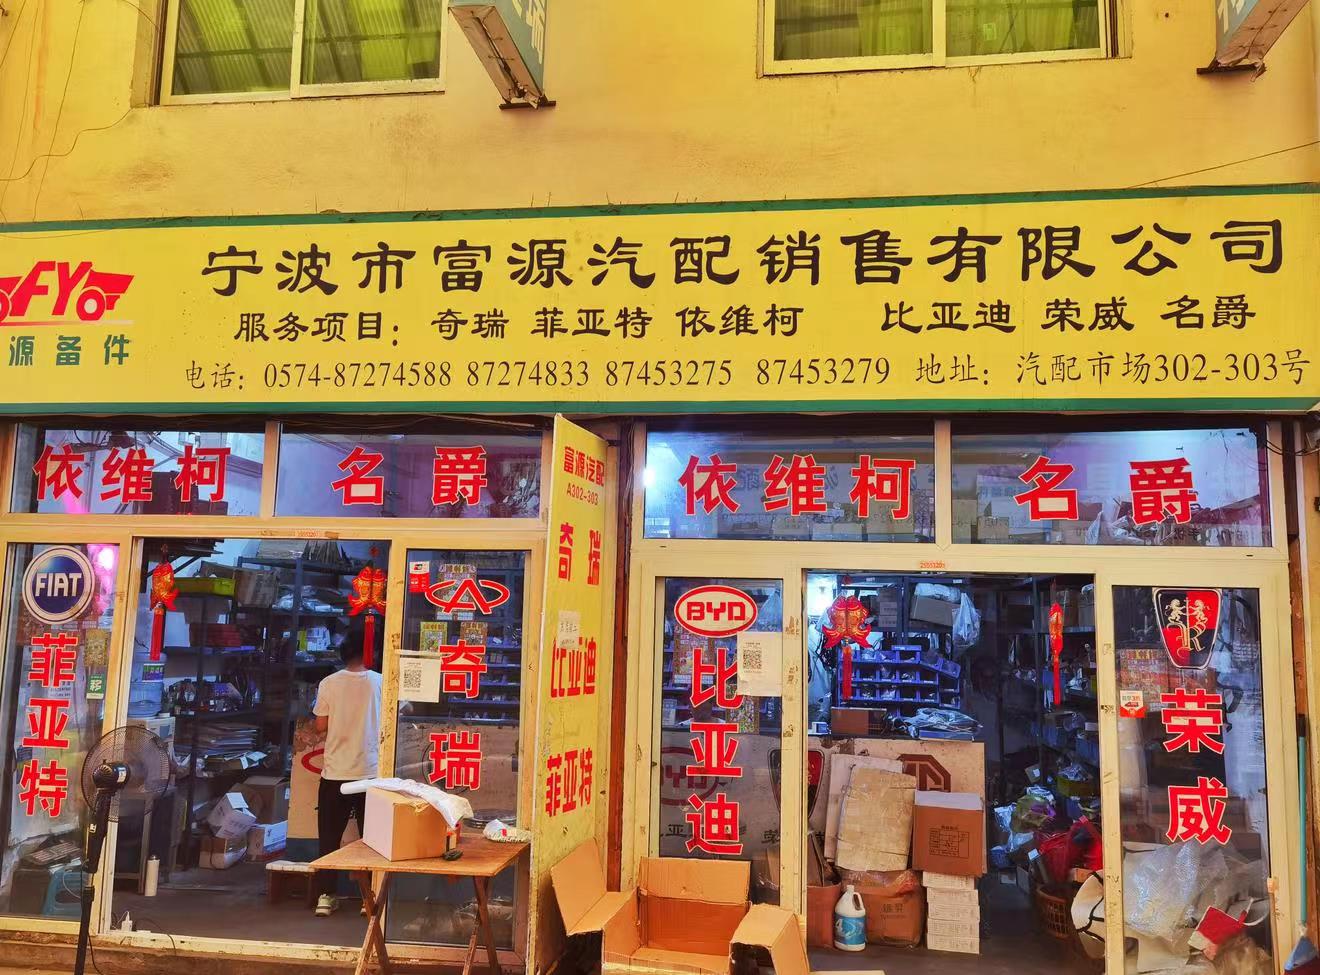 宁波市富源汽配销售有限公司
FY
源备件
服务项目：奇瑞 菲亚特 依维柯 比亚迪 荣威 名爵
电话：0574-87274588 87274833 87453275 87453279 地址：汽配市场302-303号
依维柯 名爵
富源汽配
A302-303
奇瑞
比亚迪
菲亚特
依维柯 名爵
FIAT
菲亚特
奇瑞
BYD
比亚迪
荣威
BYD